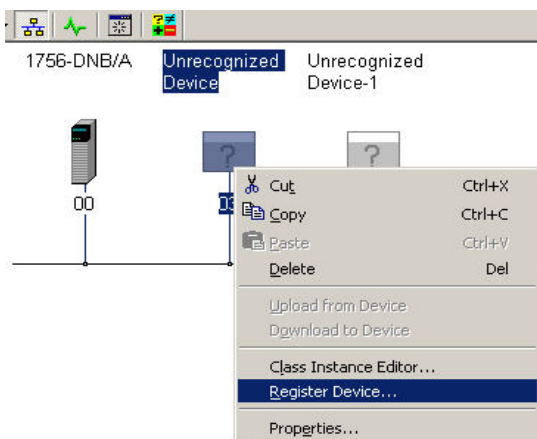 1756-DNB/A Unrecognized Unrecognized
Device Device-1
? ?
00 03
Cut Ctrl+X
Copy Ctrl+C
Paste Ctrl+V
Delete Del
Upload from Device
Download to Device
Class Instance Editor...
Register Device...
Properties...